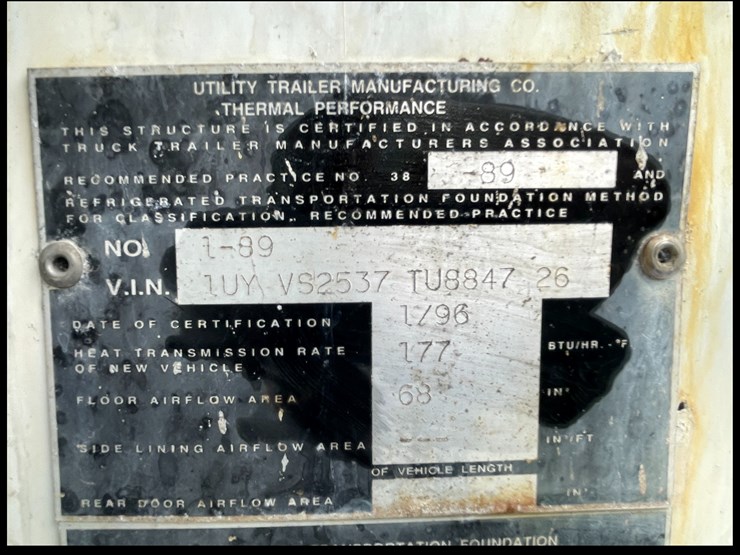 UTILITY TRAILER MANUFACTURING CO.
THERMAL PERFORMANCE
THIS STRUCTURE IS CERTIFIED IN ACCORDANCE WITH
TRUCK TRAILER MANUFACTURERS ASSOCIATION
RECOMMENDED PRACTICE NO. 38 -89 AND
REFRIGERATED TRANSPORTATION FOUNDATION METHOD
FOR CLASSIFICATION, RECOMMENDED PRACTICE
NO. 1-89
V.I.N. 1UY VS2537 TU8847 26
DATE OF CERTIFICATION 1/96
HEAT TRANSMISSION RATE 177 BTU/HR. - °F
OF NEW VEHICLE
FLOOR AIRFLOW AREA 68 IN²
SIDE LINING AIRFLOW AREA --- IN²/FT
OF VEHICLE LENGTH
REAR DOOR AIRFLOW AREA IN²
TRANSPORTATION FOUNDATION